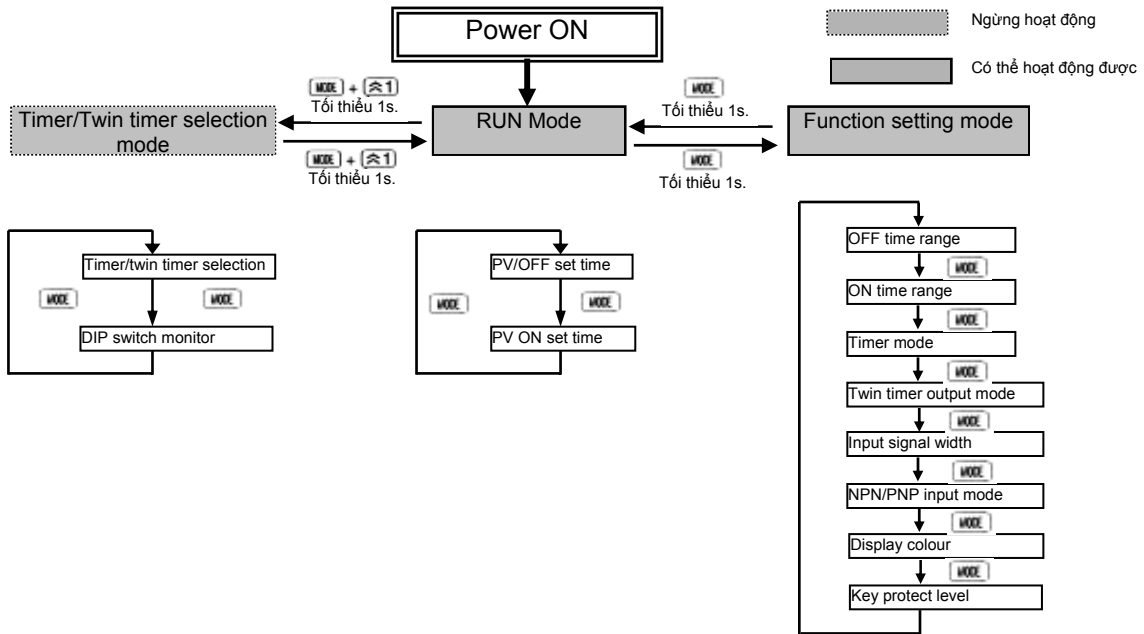 Power ON
Ngừng hoạt động
Có thể hoạt động được
MODE + ⌃1
Tối thiểu 1s.
MODE
Tối thiểu 1s.
Timer/Twin timer selection
mode
RUN Mode
Function setting mode
MODE + ⌃1
Tối thiểu 1s.
MODE
Tối thiểu 1s.
Timer/twin timer selection
MODE
MODE
DIP switch monitor
PV/OFF set time
MODE
MODE
PV ON set time
OFF time range
MODE
ON time range
MODE
Timer mode
MODE
Twin timer output mode
MODE
Input signal width
MODE
NPN/PNP input mode
MODE
Display colour
MODE
Key protect level